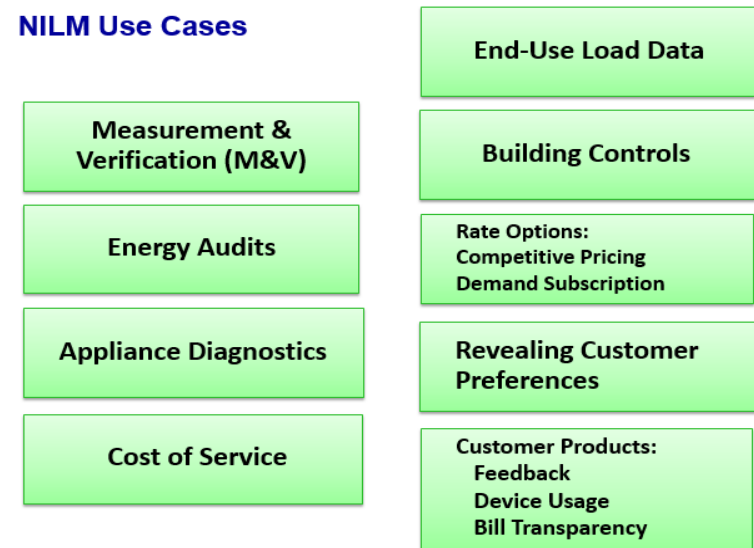 NILM Use Cases
Measurement &
Verification (M&V)
Energy Audits
Appliance Diagnostics
Cost of Service
End-Use Load Data
Building Controls
Rate Options:
Competitive Pricing
Demand Subscription
Revealing Customer
Preferences
Customer Products:
Feedback
Device Usage
Bill Transparency